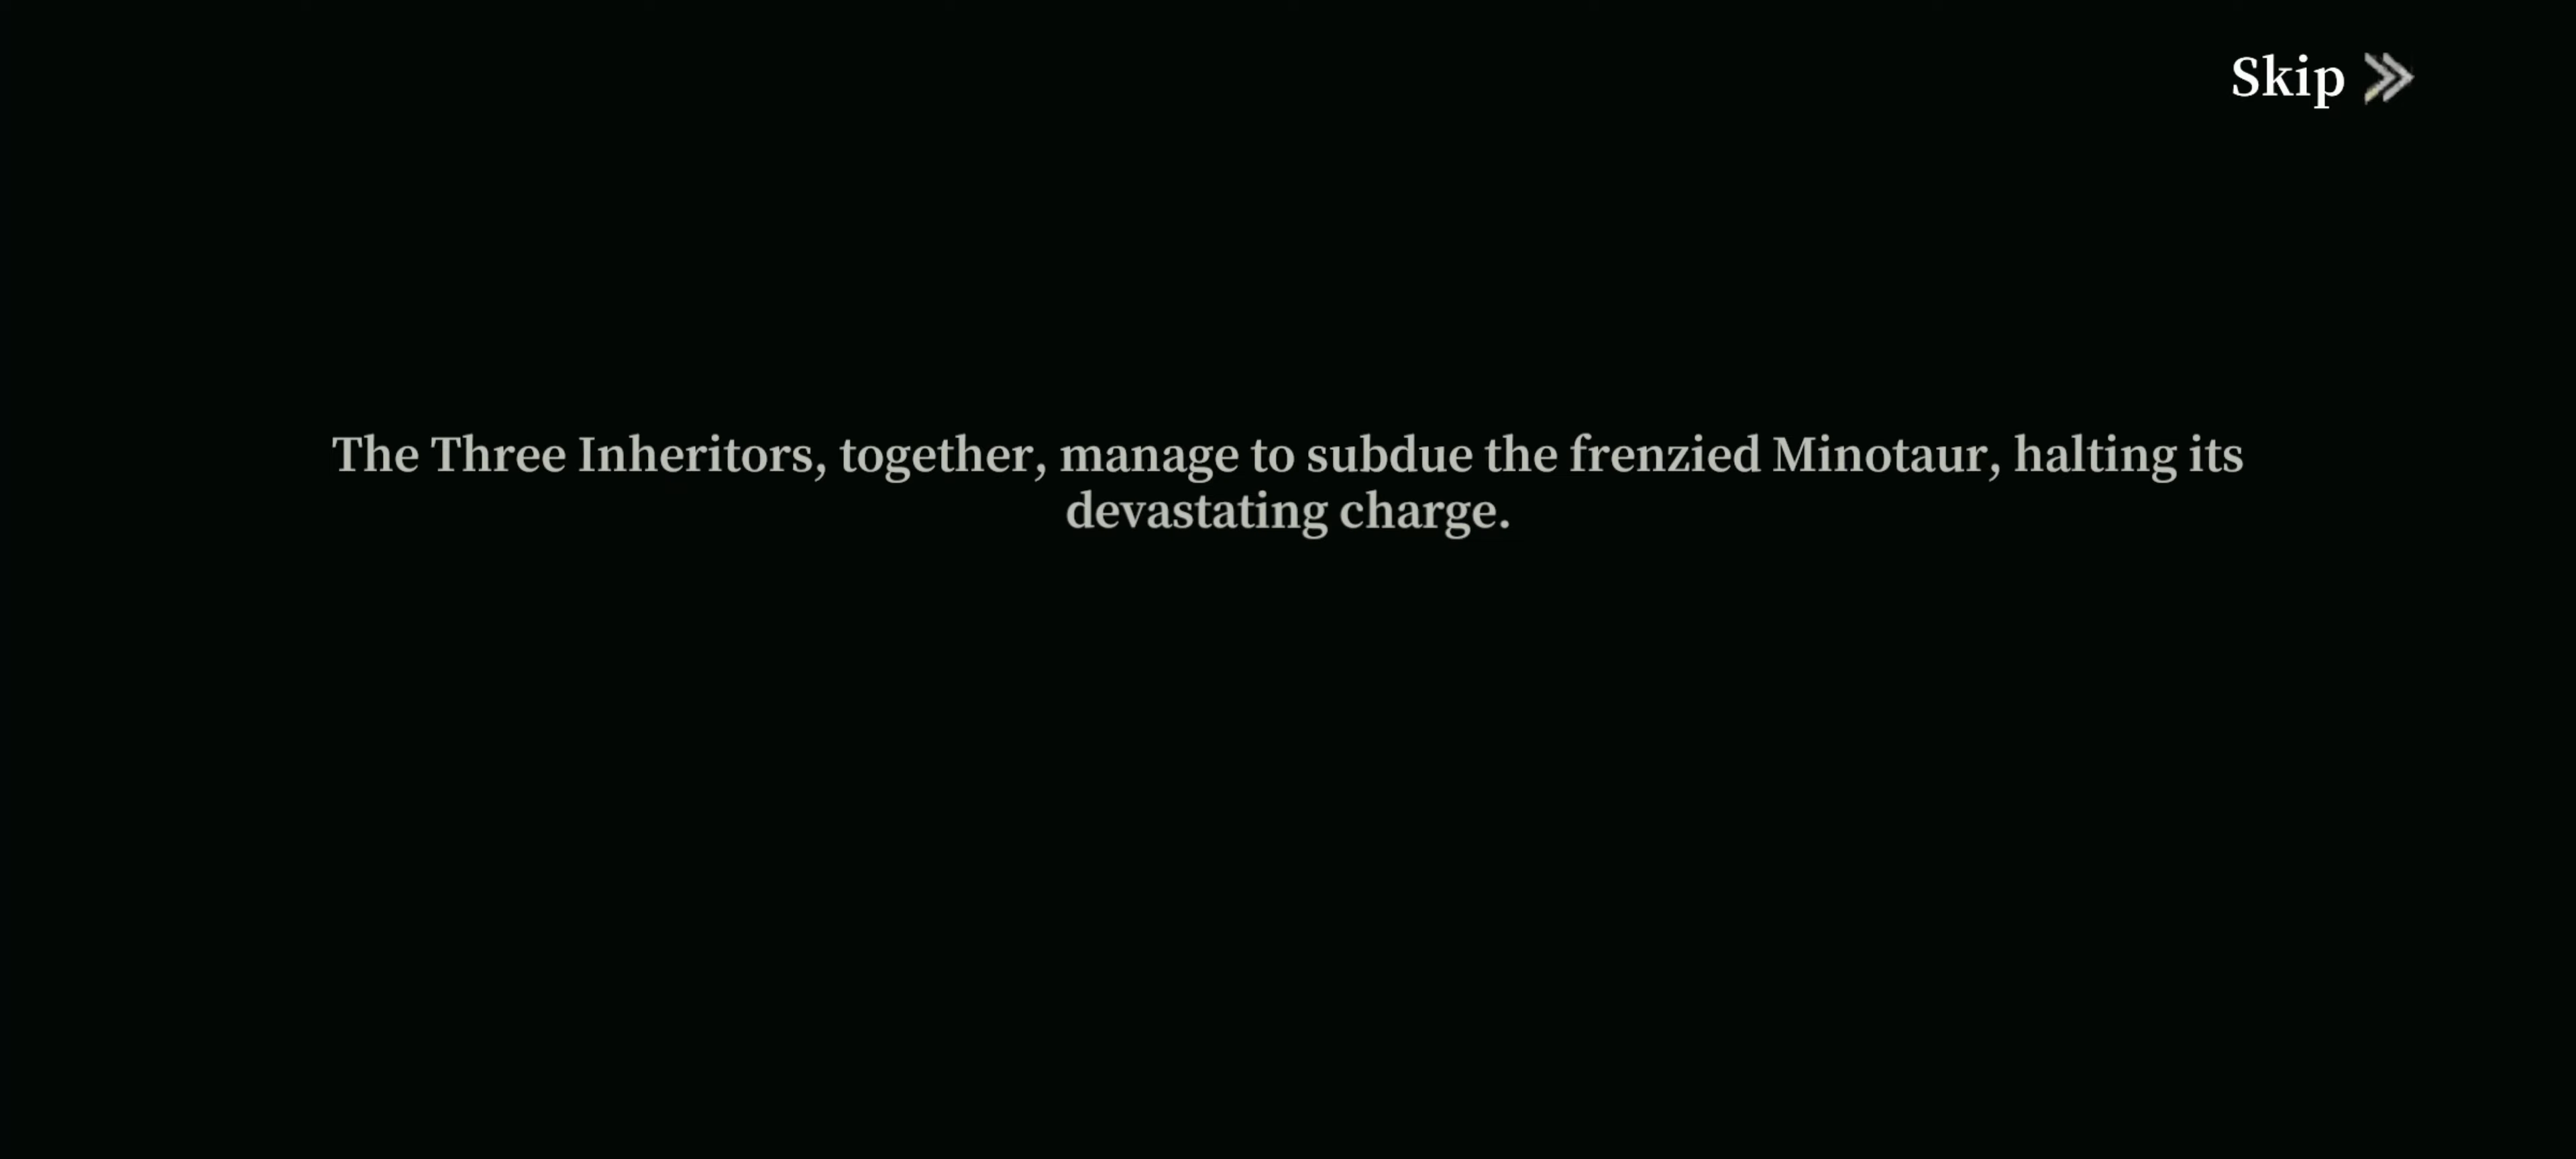 Skip
The Three Inheritors, together, manage to subdue the frenzied Minotaur, halting its
devastating charge.